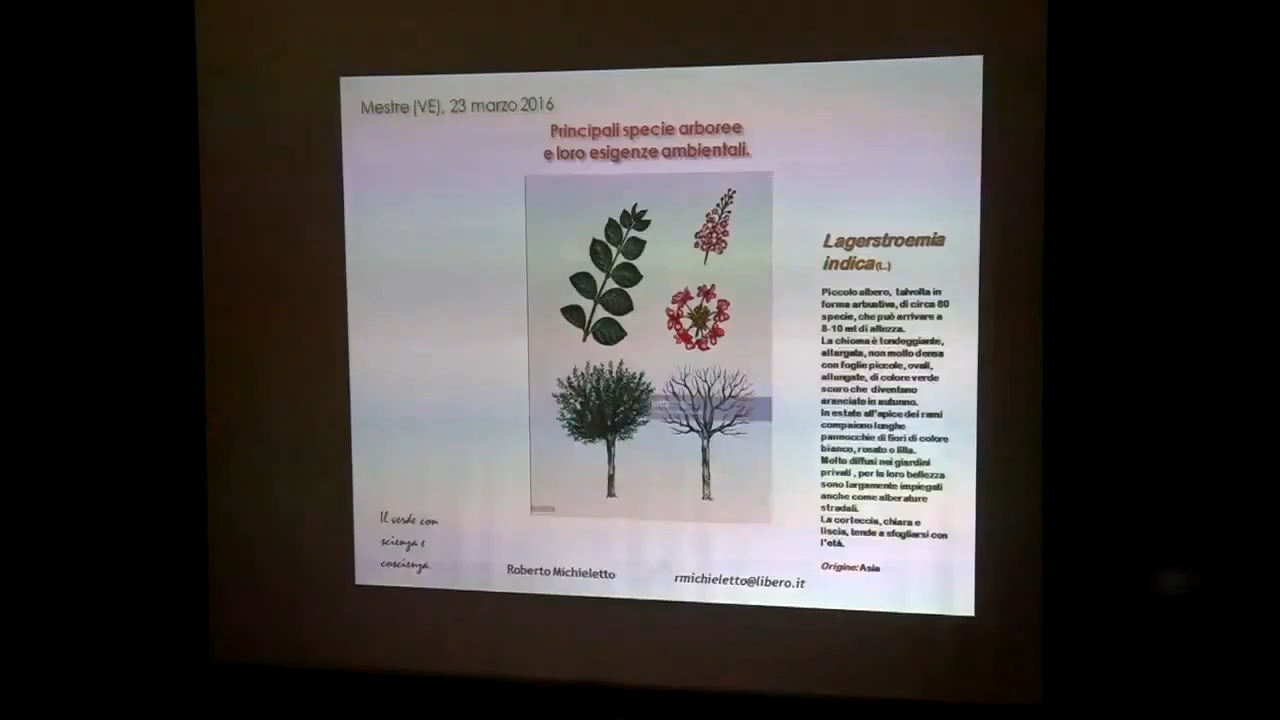 Mestre (VE), 23 marzo 2016
Principali specie arboree
e loro esigenze ambientali.
Lagerstroemia
indica (L.)
Piccolo albero, talvolta in
forma arbustiva, di circa 80
specie, che può arrivare a
8-10 mt di altezza.
La chioma è tondeggiante,
allargata, non molto densa
con foglie piccole, ovali,
allungate, di colore verde
scuro che diventano
aranciate in autunno.
In estate all'apice dei rami
compaiono lunghe
pannocchie di fiori di colore
bianco, rosato o lilla.
Molto diffusi nei giardini
privati, per la loro bellezza
sono largamente impiegati
anche come alberature
stradali.
La corteccia, chiara e
liscia, tende a sfogliarsi con
l'età.
Origine: Asia
Il verde con
scienza e
coscienza.
Roberto Michieletto
rmichieletto@libero.it